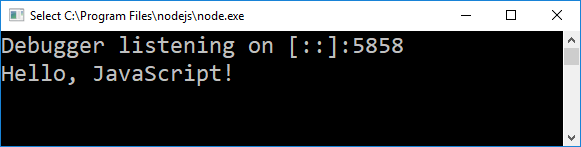 Select C:\Program Files\nodejs\node.exe
Debugger listening on [::]:5858
Hello, JavaScript!